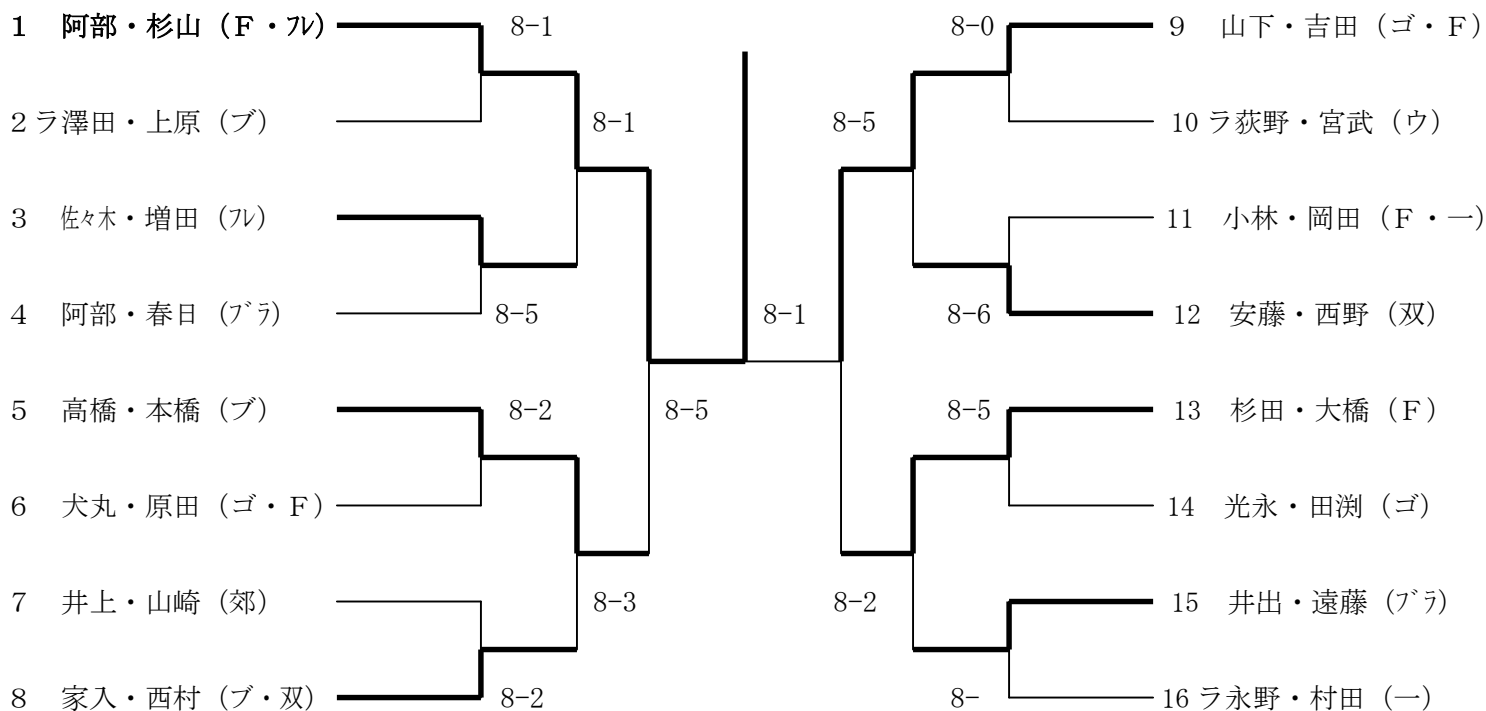 1 阿部・杉山（Ｆ・ﾌﾚ） 8-1 8-0 9 山下・吉田（ゴ・Ｆ）
2 ラ澤田・上原（ブ） 8-1 8-5 10 ラ荻野・宮武（ウ）
3 佐々木・増田（ﾌﾚ） 11 小林・岡田（Ｆ・一）
4 阿部・春日（ﾌﾞﾗ） 8-5 8-1 8-6 12 安藤・西野（双）
5 高橋・本橋（ブ） 8-2 8-5 8-5 13 杉田・大橋（Ｆ）
6 犬丸・原田（ゴ・Ｆ） 14 光永・田渕（ゴ）
7 井上・山崎（郊） 8-3 8-2 15 井出・遠藤（ﾌﾞﾗ）
8 家入・西村（ブ・双） 8-2 8- 16 ラ永野・村田（一）